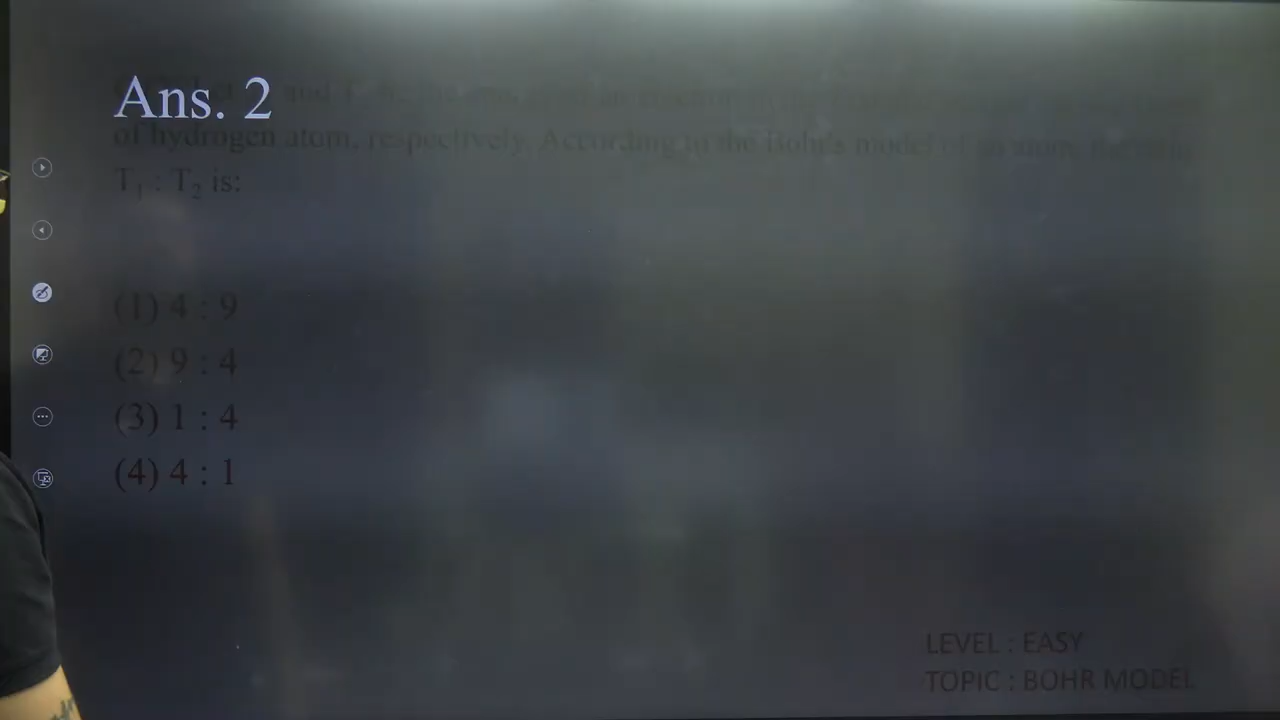 Ans. 2
and T
of hydrogen atom, respectively, According to the Bohr's model of an atom, the ratio
T₁ : T₂ is:
(1) 4 : 9
(2) 9 : 4
(3) 1 : 4
(4) 4 : 1
LEVEL : EASY
TOPIC : BOHR MODEL